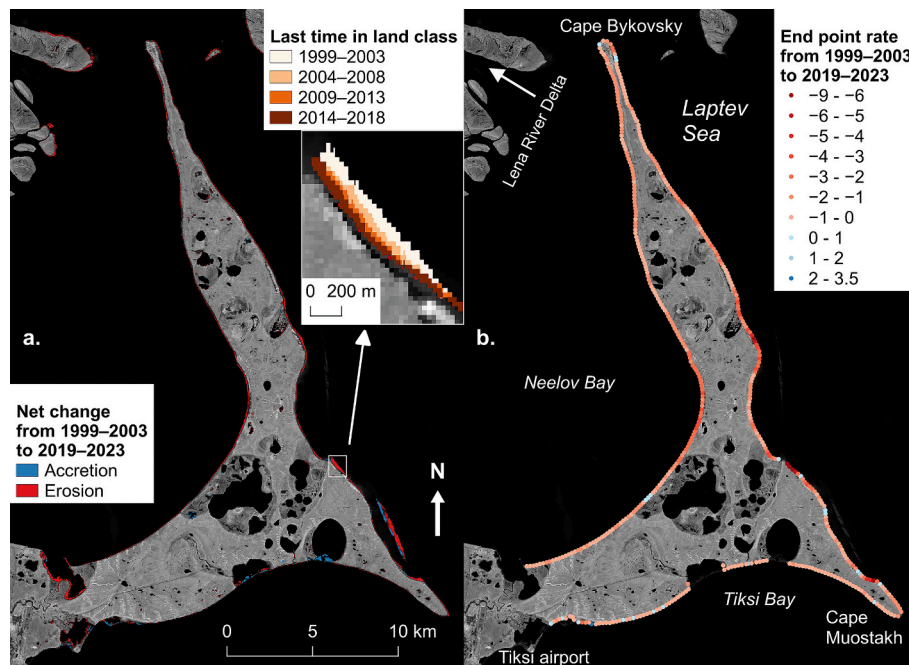 Last time in land class
1999–2003
2004–2008
2009–2013
2014–2018
0 200 m
a.
Net change
from 1999–2003
to 2019–2023
Accretion
Erosion
N
0 5 10 km
Cape Bykovsky
Lena River Delta
Laptev
Sea
End point rate
from 1999–2003
to 2019–2023
−9 - −6
−6 - −5
−5 - −4
−4 - −3
−3 - −2
−2 - −1
−1 - 0
0 - 1
1 - 2
2 - 3.5
b.
Neelov Bay
Tiksi Bay
Cape
Muostakh
Tiksi airport